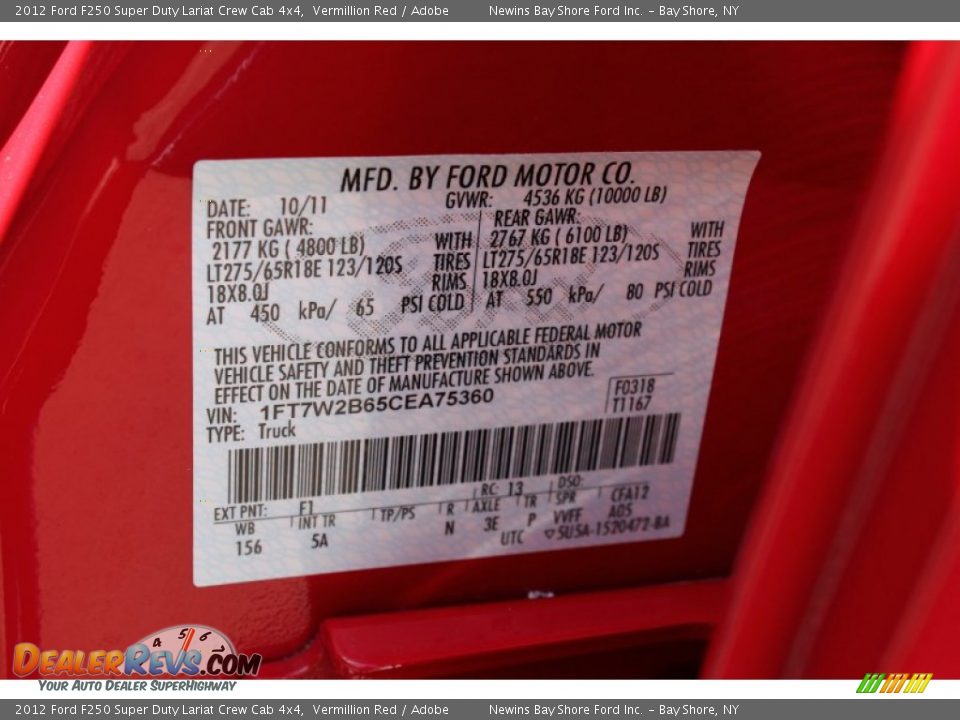 2012 Ford F250 Super Duty Lariat Crew Cab 4x4, Vermillion Red / Adobe Newins Bay Shore Ford Inc. - Bay Shore, NY
MFD. BY FORD MOTOR CO.
DATE: 10/11 GVWR: 4536 KG (10000 LB)
FRONT GAWR: REAR GAWR:
2177 KG ( 4800 LB) WITH 2767 KG ( 6100 LB) WITH
LT275/65R18E 123/120S TIRES LT275/65R18E 123/120S TIRES
18X8.0J RIMS 18X8.0J RIMS
AT 450 kPa/ 65 PSI COLD AT 550 kPa/ 80 PSI COLD
THIS VEHICLE CONFORMS TO ALL APPLICABLE FEDERAL MOTOR
VEHICLE SAFETY AND THEFT PREVENTION STANDARDS IN
EFFECT ON THE DATE OF MANUFACTURE SHOWN ABOVE.
VIN: 1FT7W2B65CEA75360 F0318
TYPE: Truck T1167
EXT PNT: F1 RC: 13 DSO:
WB INT TR TP/PS R AXLE TR SPR CFA12
156 5A N 3E P VVFF A05
UTC ▽5U5A-1520472-BA
4 5 6
DEALERREVS.COM
YOUR AUTO DEALER SUPERHIGHWAY
2012 Ford F250 Super Duty Lariat Crew Cab 4x4, Vermillion Red / Adobe Newins Bay Shore Ford Inc. - Bay Shore, NY